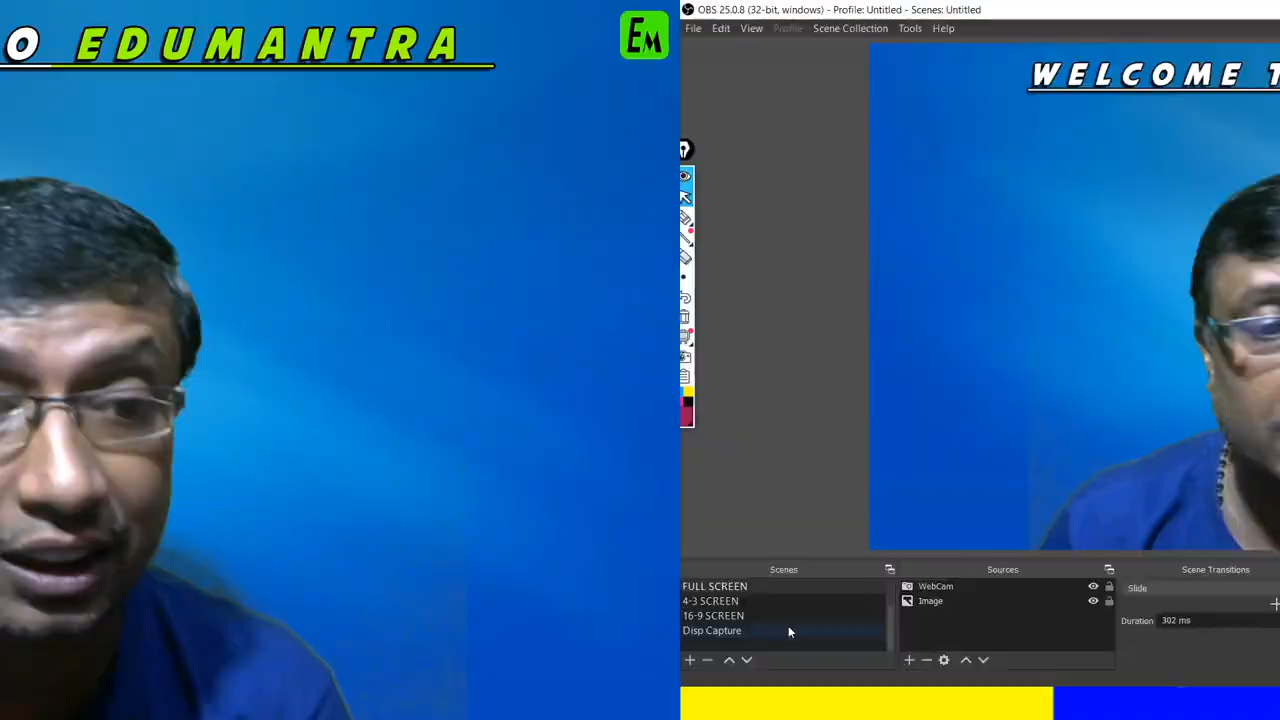 O EDUMANTRA
EM
OBS 25.0.8 (32-bit, windows) - Profile: Untitled - Scenes: Untitled
File Edit View Profile Scene Collection Tools Help
WELCOME T
Scenes
FULL SCREEN
4-3 SCREEN
16-9 SCREEN
Disp Capture
Sources
WebCam
Image
Scene Transitions
Slide
Duration 302 ms